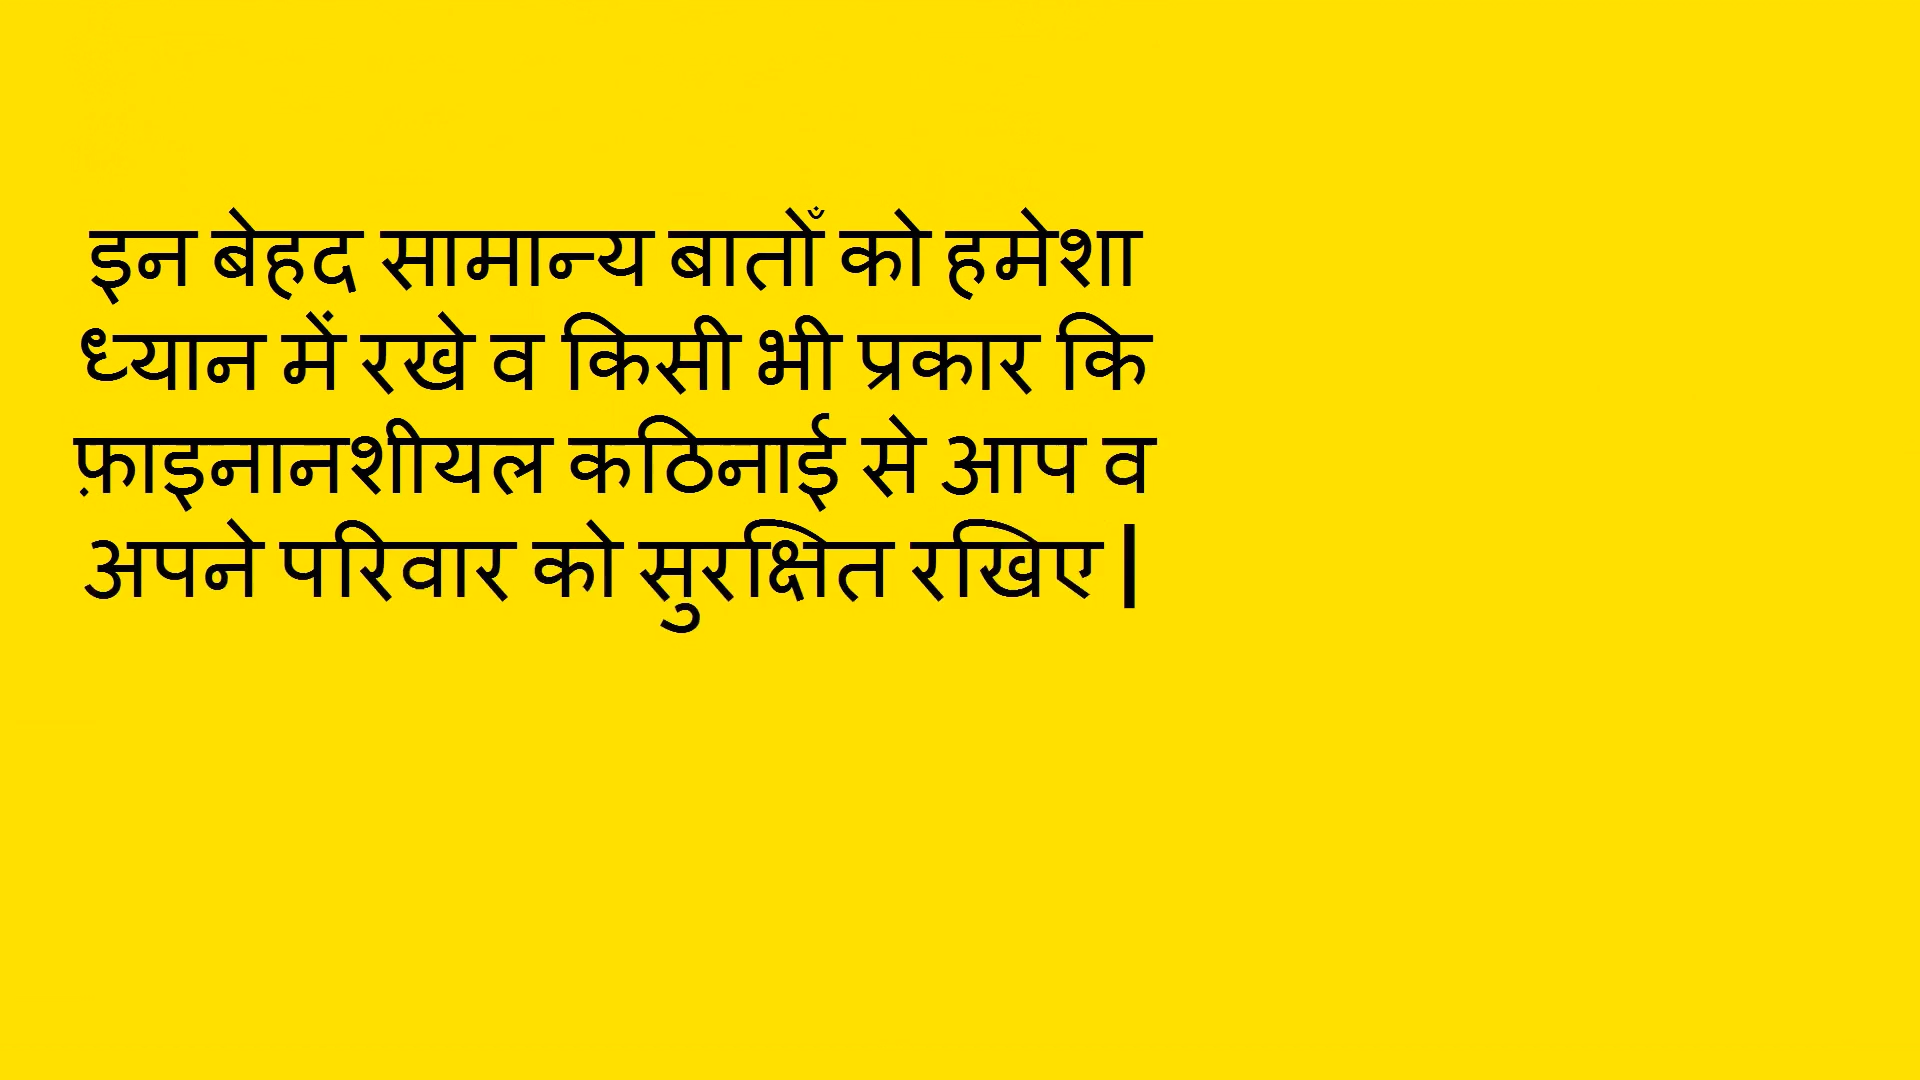 इन बेहद सामान्य बातोँ को हमेशा
ध्यान में रखे व किसी भी प्रकार कि
फ़ाइनानशीयल कठिनाई से आप व
अपने परिवार को सुरक्षित रखिए |